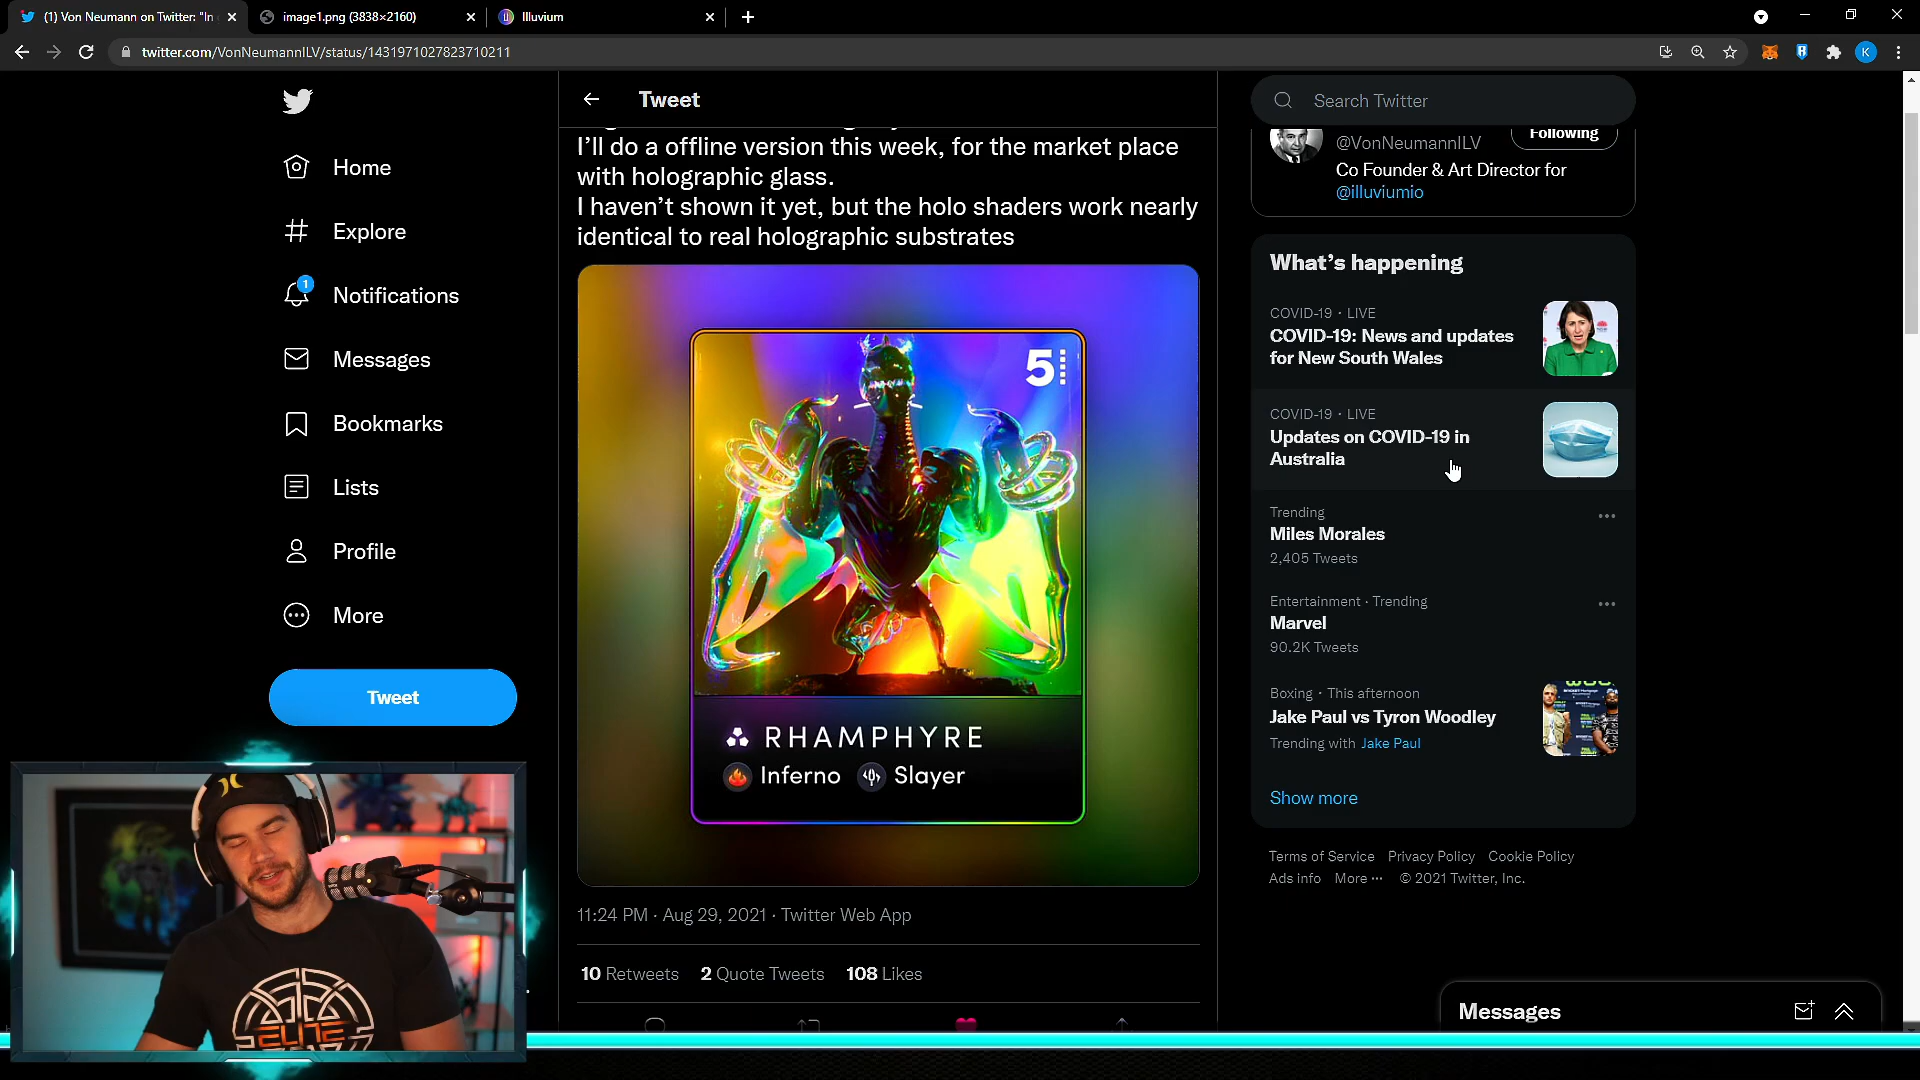 (1) Von Neumann on Twitter: "In
image1.png (3838×2160)
Illuvium
twitter.com/VonNeumannILV/status/1431971027823710211
K
Home
Explore
1
Notifications
Messages
Bookmarks
Lists
Profile
More
Tweet
Tweet
I'll do a offline version this week, for the market place
with holographic glass.
I haven't shown it yet, but the holo shaders work nearly
identical to real holographic substrates
5
RHAMPHYRE
Inferno Slayer
11:24 PM · Aug 29, 2021 · Twitter Web App
10 Retweets 2 Quote Tweets 108 Likes
Search Twitter
@VonNeumannILV
Following
Co Founder & Art Director for
@illuviumio
What's happening
COVID-19 · LIVE
COVID-19: News and updates
for New South Wales
COVID-19 · LIVE
Updates on COVID-19 in
Australia
Trending
Miles Morales
2,405 Tweets
Entertainment · Trending
Marvel
90.2K Tweets
Boxing · This afternoon
Jake Paul vs Tyron Woodley
Trending with Jake Paul
Show more
Terms of Service Privacy Policy Cookie Policy
Ads info More ··· © 2021 Twitter, Inc.
Messages
ELITE